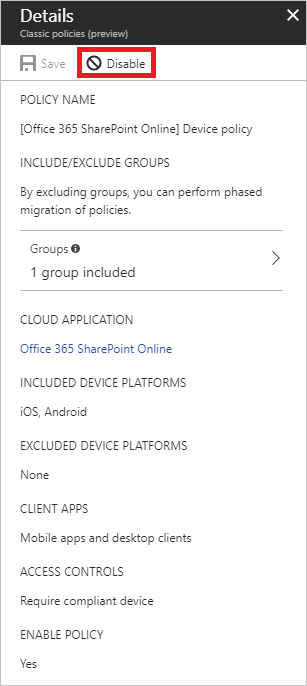 Details
Classic policies (preview)
Save
Disable
POLICY NAME
[Office 365 SharePoint Online] Device policy
INCLUDE/EXCLUDE GROUPS
By excluding groups, you can perform phased
migration of policies.
Groups
1 group included
CLOUD APPLICATION
Office 365 SharePoint Online
INCLUDED DEVICE PLATFORMS
iOS, Android
EXCLUDED DEVICE PLATFORMS
None
CLIENT APPS
Mobile apps and desktop clients
ACCESS CONTROLS
Require compliant device
ENABLE POLICY
Yes